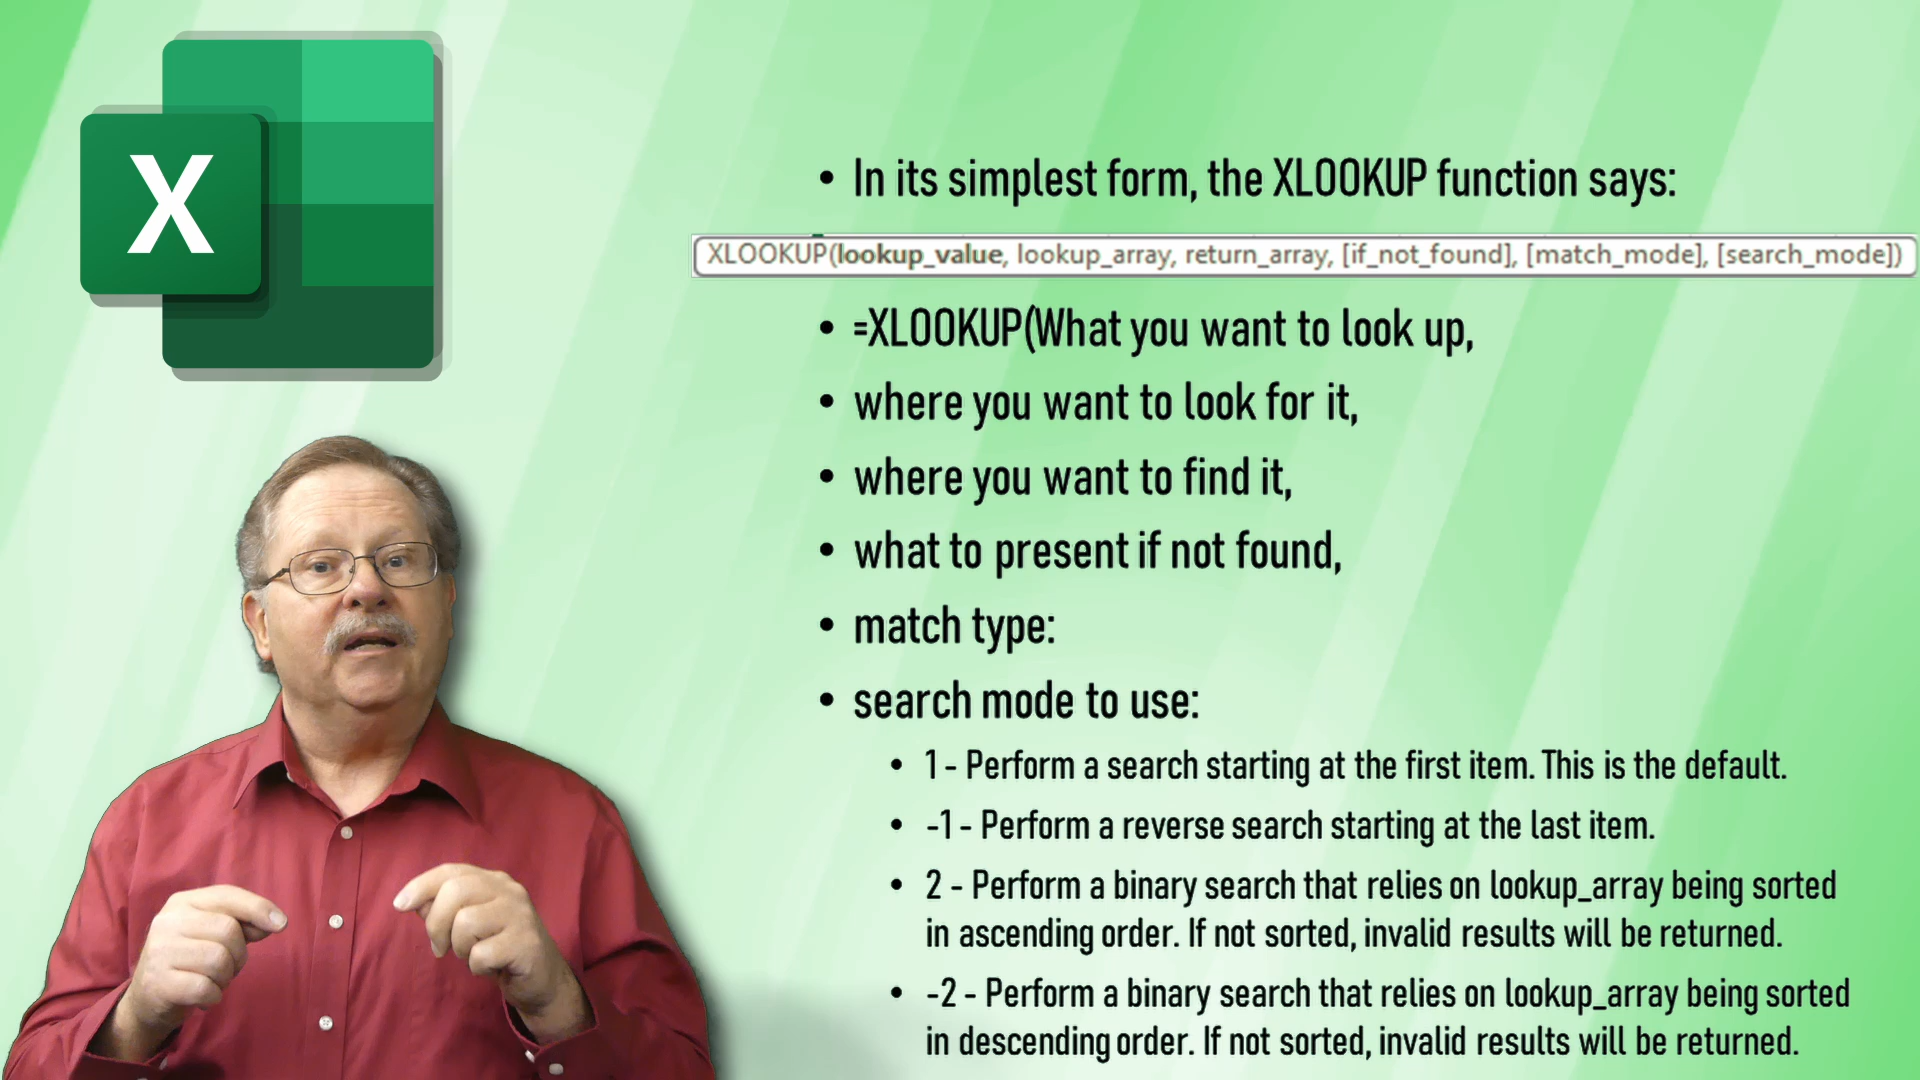 X
• In its simplest form, the XLOOKUP function says:
XLOOKUP(lookup_value, lookup_array, return_array, [if_not_found], [match_mode], [search_mode])
• =XLOOKUP(What you want to look up,
• where you want to look for it,
• where you want to find it,
• what to present if not found,
• match type:
• search mode to use:
• 1 - Perform a search starting at the first item. This is the default.
• -1 - Perform a reverse search starting at the last item.
• 2 - Perform a binary search that relies on lookup_array being sorted
in ascending order. If not sorted, invalid results will be returned.
• -2 - Perform a binary search that relies on lookup_array being sorted
in descending order. If not sorted, invalid results will be returned.